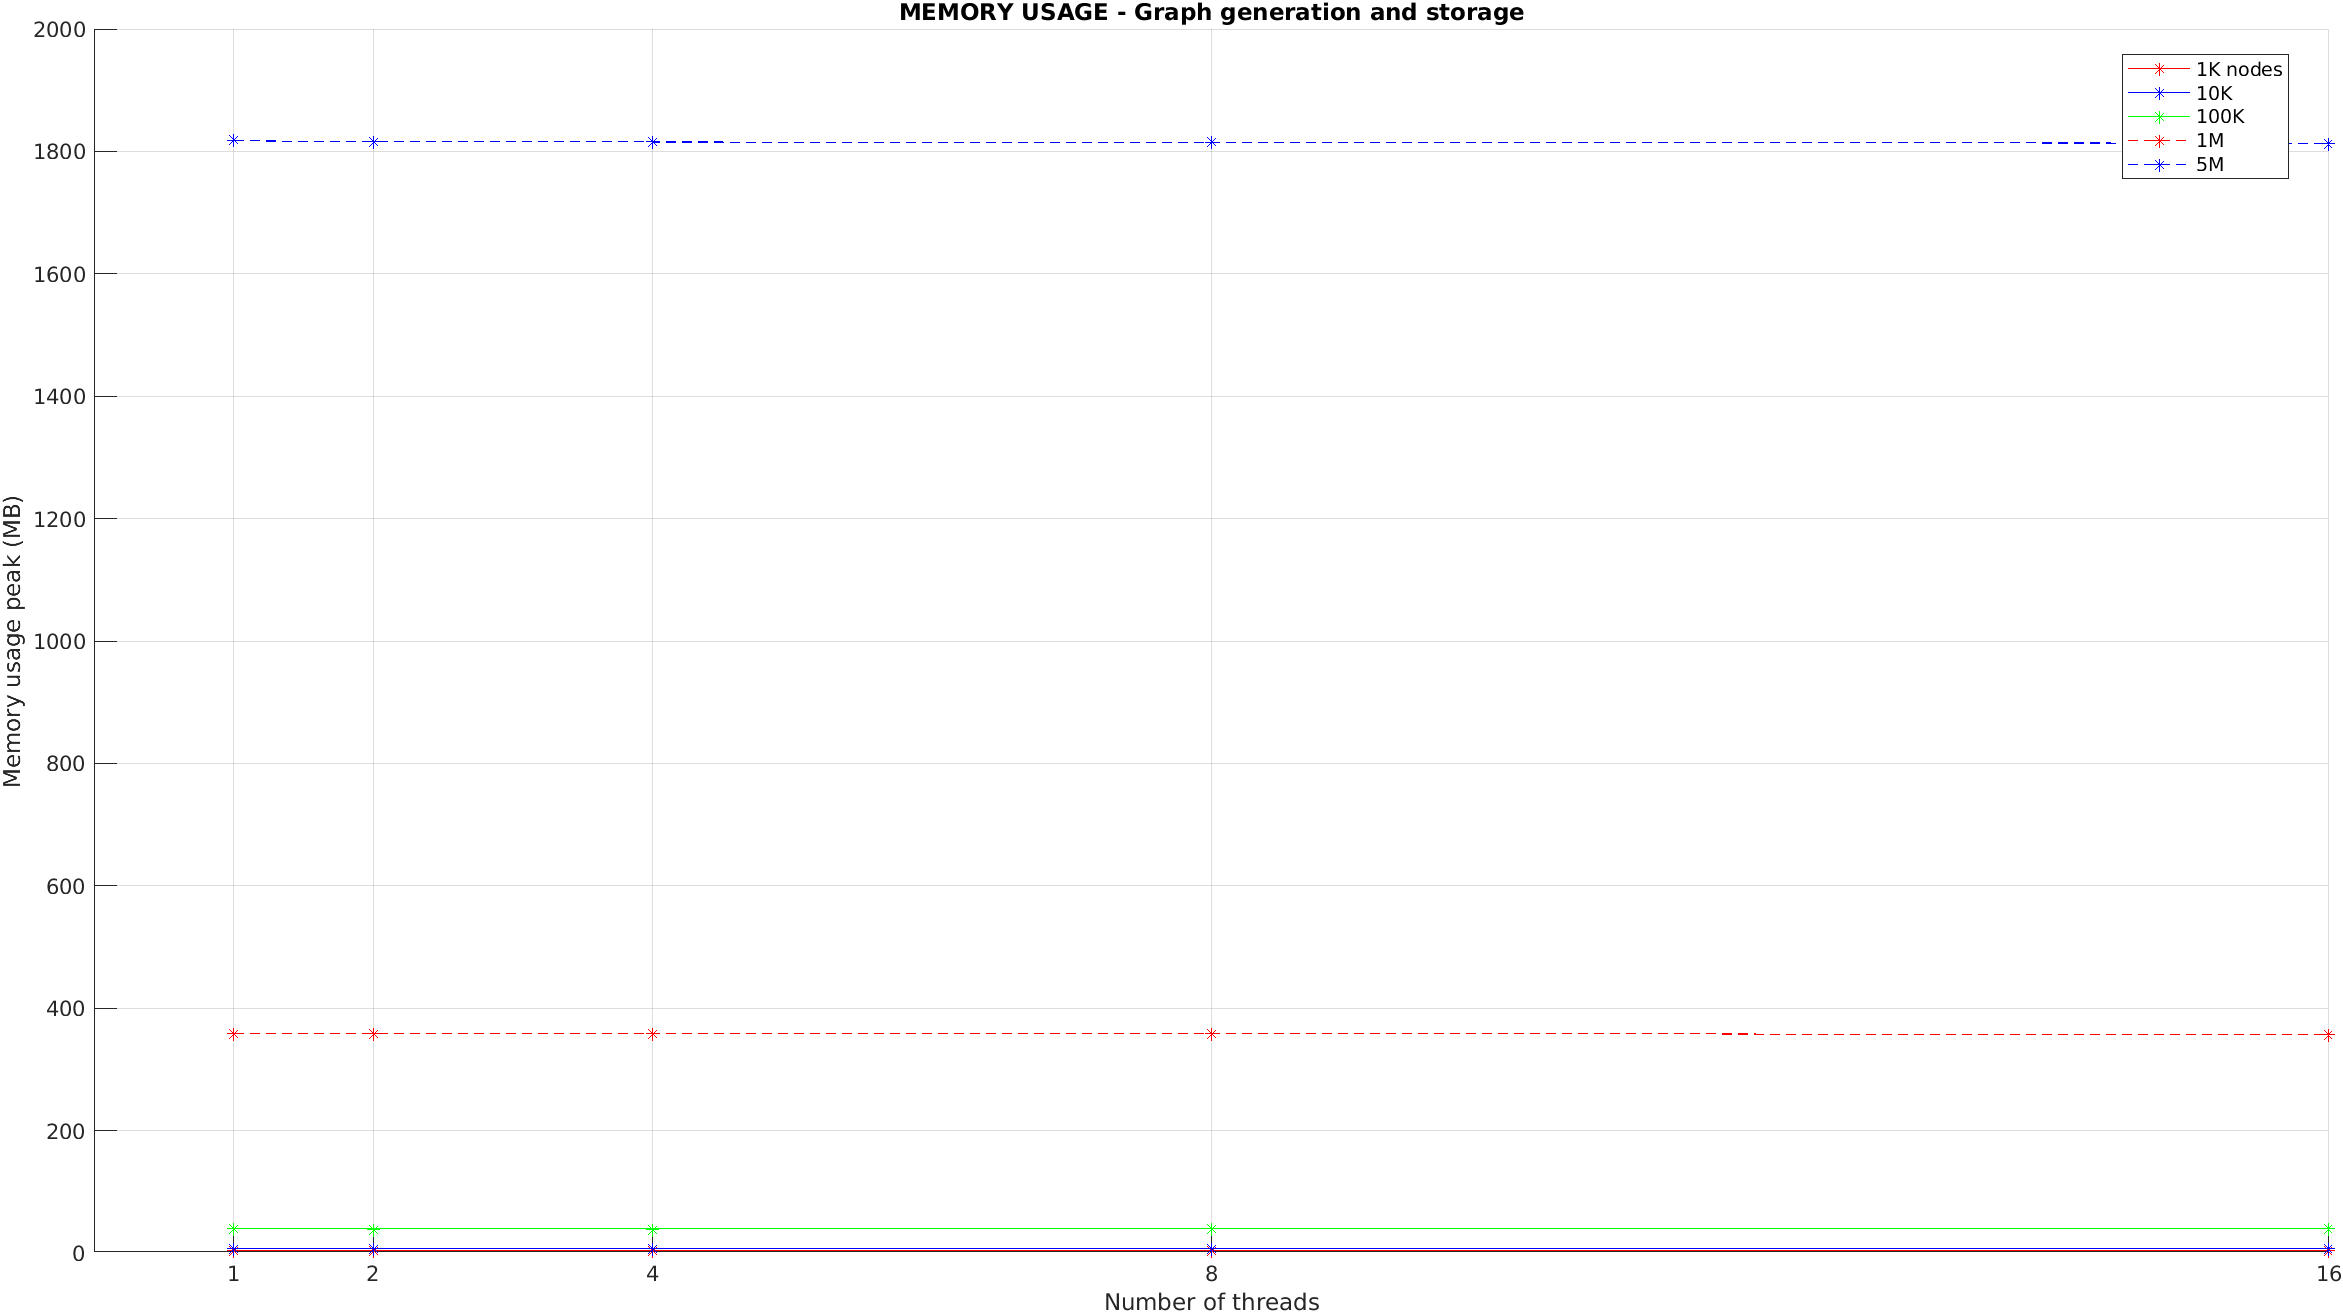 MEMORY USAGE - Graph generation and storage
2000
1800
1600
1400
1200
1000
800
600
400
200
0
Memory usage peak (MB)
1K nodes
10K
100K
1M
5M
1 2 4 8 16
Number of threads